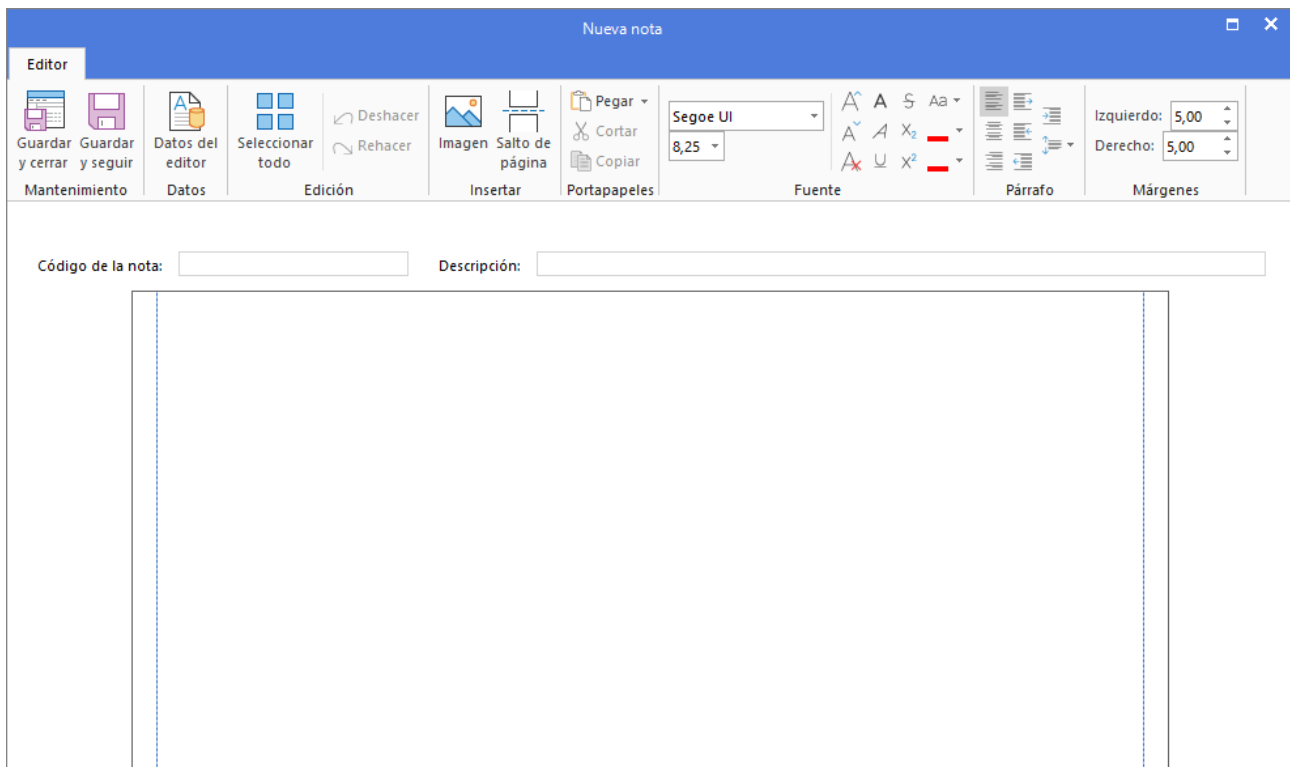 Nueva nota
Editor
Guardar y cerrar
Guardar y seguir
Mantenimiento
Datos del editor
Datos
Seleccionar todo
Deshacer
Rehacer
Edición
Imagen
Salto de página
Insertar
Pegar
Cortar
Copiar
Portapapeles
Segoe UI
8,25
A A S Aa
A A X₂
A U X²
Fuente
Párrafo
Izquierdo: 5,00
Derecho: 5,00
Márgenes
Código de la nota:
Descripción: